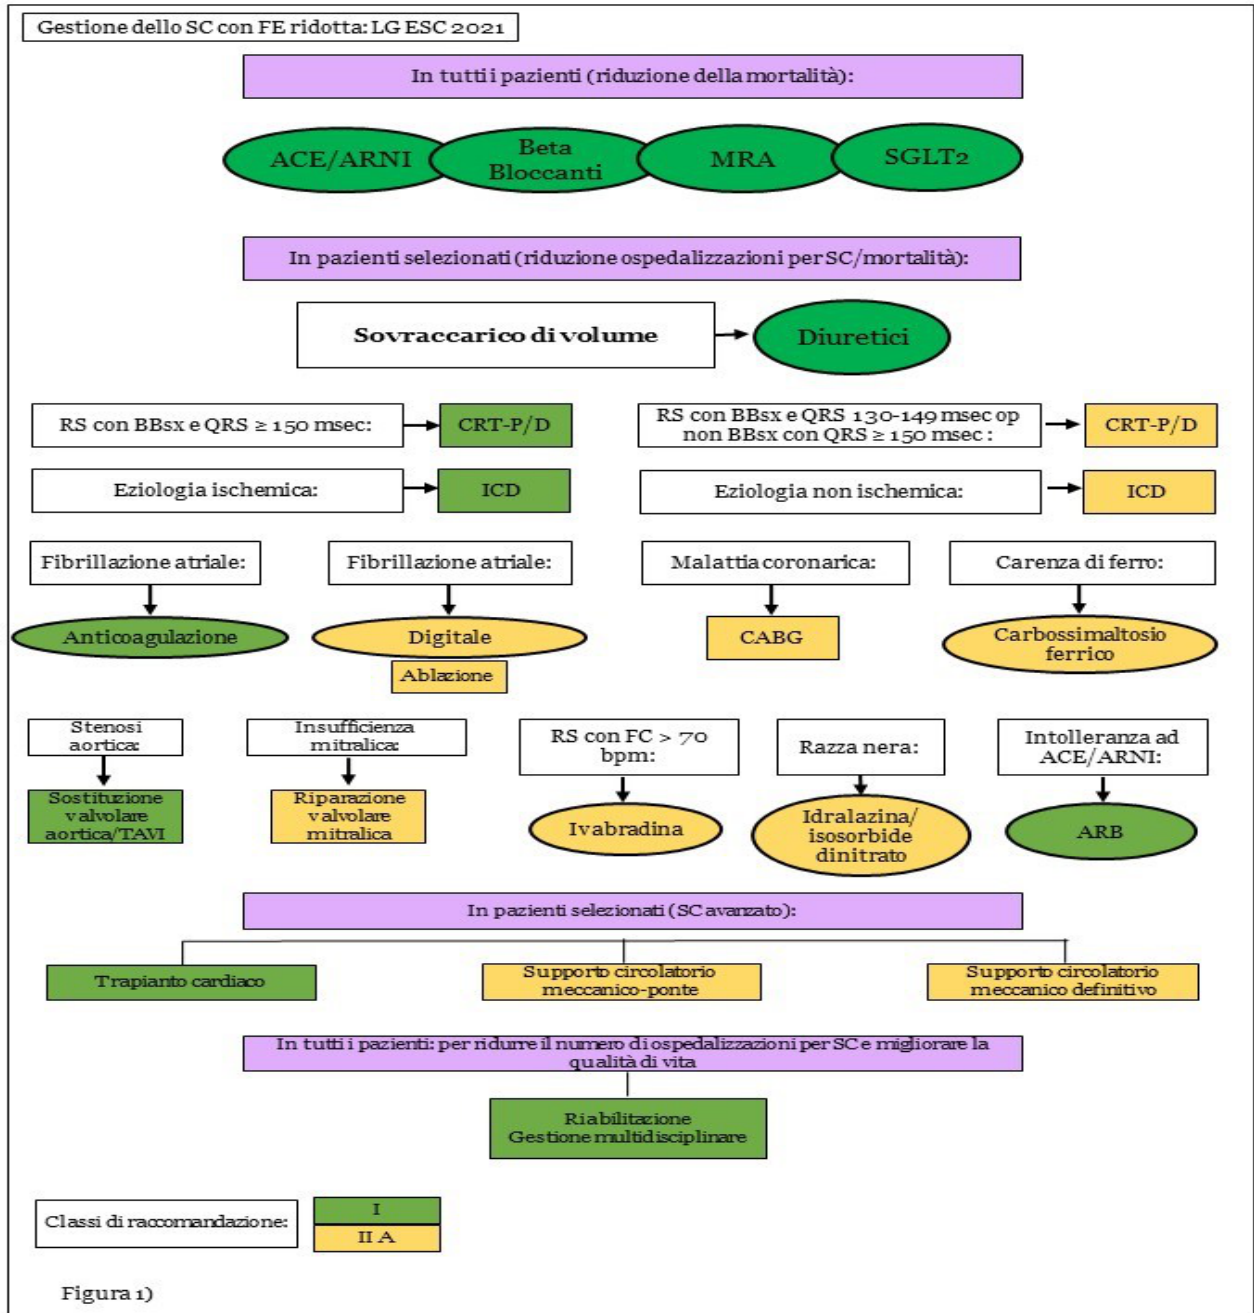 Gestione dello SC con FE ridotta: LG ESC 2021
In tutti i pazienti (riduzione della mortalità):
ACE/ARNI
Beta
Bloccanti
MRA
SGLT2
In pazienti selezionati (riduzione ospedalizzazioni per SC/mortalità):
Sovraccarico di volume
Diuretici
RS con BBsx e QRS ≥ 150 msec:
CRT-P/D
RS con BBsx e QRS 130-149 msec op
non BBsx con QRS ≥ 150 msec :
CRT-P/D
Eziologia ischemica:
ICD
Eziologia non ischemica:
ICD
Fibrillazione atriale:
Anticoagulazione
Fibrillazione atriale:
Digitale
Ablazione
Malattia coronarica:
CABG
Carenza di ferro:
Carbossimaltosio
ferrico
Stenosi
aortica:
Sostituzione
valvolare
aortica/TAVI
Insufficienza
mitralica:
Riparazione
valvolare
mitralica
RS con FC > 70
bpm:
Ivabradina
Razza nera:
Idralazina/
isosorbide
dinitrato
Intolleranza ad
ACE/ARNI:
ARB
In pazienti selezionati (SC avanzato):
Trapianto cardiaco
Supporto circolatorio
meccanico-ponte
Supporto circolatorio
meccanico definitivo
In tutti i pazienti: per ridurre il numero di ospedalizzazioni per SC e migliorare la
qualità di vita
Riabilitazione
Gestione multidisciplinare
Classi di raccomandazione:
I
II A
Figura 1)